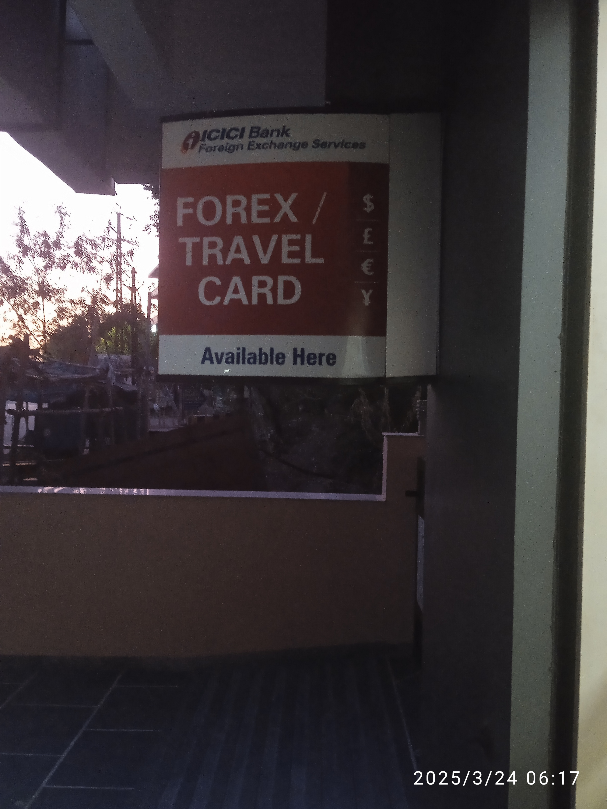 ICICI Bank
Foreign Exchange Services
FOREX /
TRAVEL
CARD
$
£
€
¥
Available Here
2025/3/24 06:17